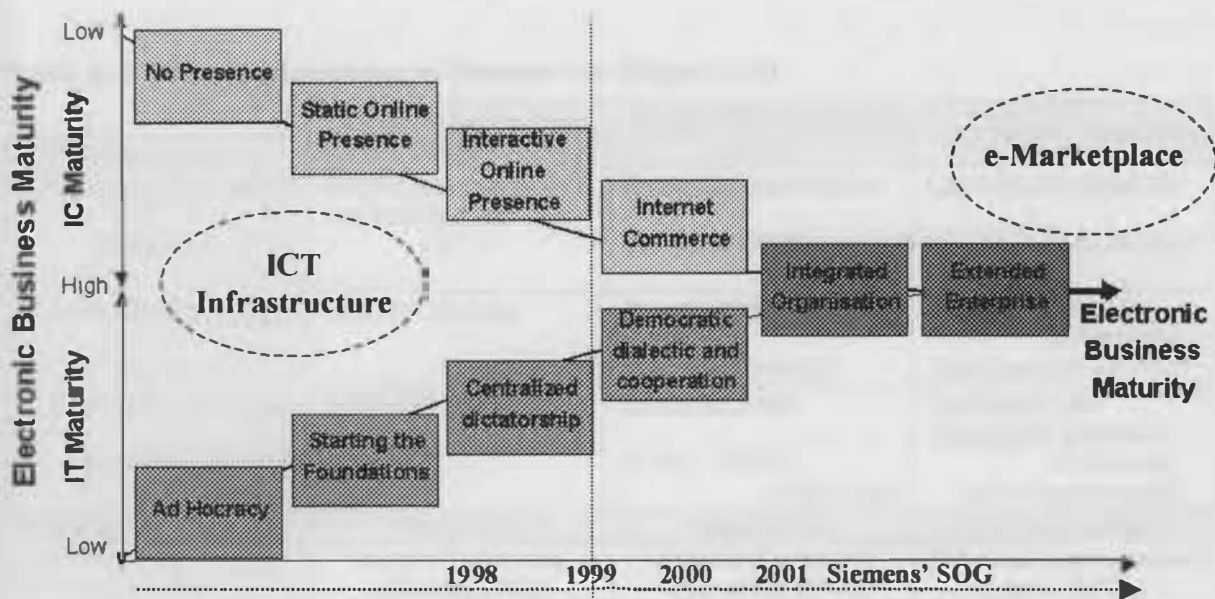 Electronic Business Maturity
IC Maturity
IT Maturity
Low
High
Low
No Presence
Static Online
Presence
Interactive
Online
Presence
Internet
Commerce
e-Marketplace
ICT
Infrastructure
Integrated
Organisation
Extended
Enterprise
Electronic
Business
Maturity
Democratic
dialectic and
cooperation
Centralized
dictatorship
Starting the
Foundations
Ad Hocracy
1998 1999 2000 2001 Siemens' SOG